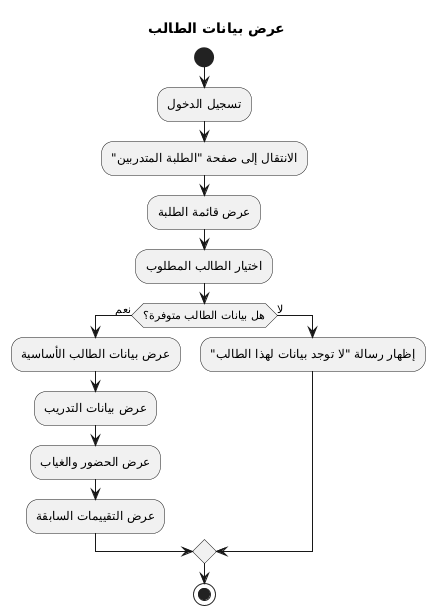 عرض بيانات الطالب
تسجيل الدخول
الانتقال إلى صفحة "الطلبة المتدربين"
عرض قائمة الطلبة
اختيار الطالب المطلوب
هل بيانات الطالب متوفرة؟
نعم
لا
عرض بيانات الطالب الأساسية
إظهار رسالة "لا توجد بيانات لهذا الطالب"
عرض بيانات التدريب
عرض الحضور والغياب
عرض التقييمات السابقة